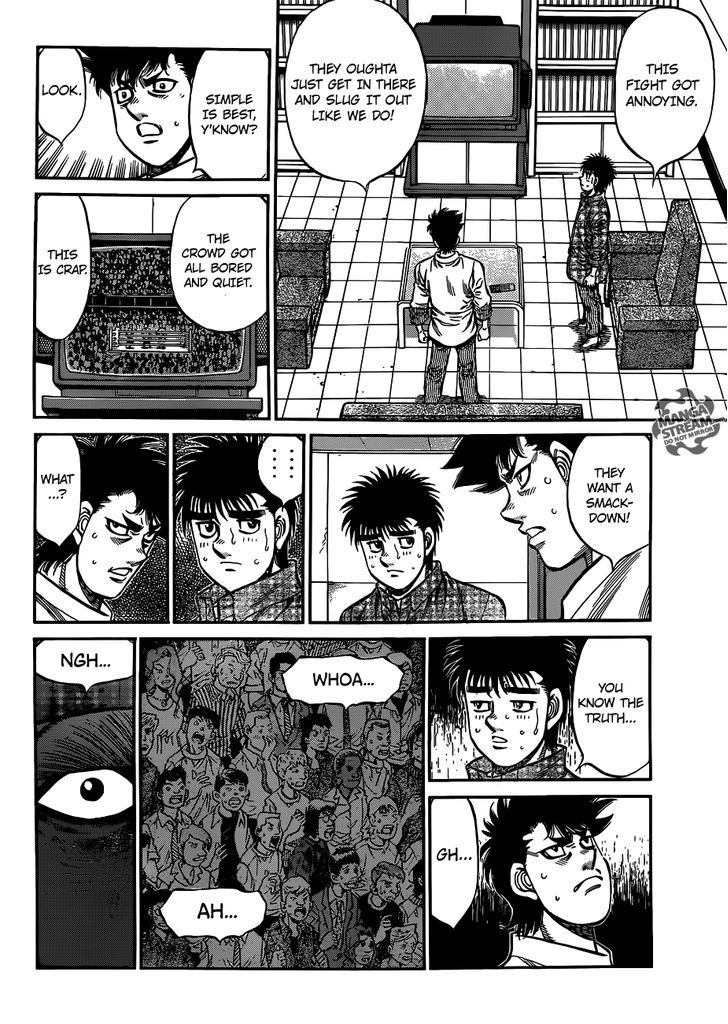 THIS
FIGHT GOT
ANNOYING.
THEY OUGHTA
JUST GET IN THERE
AND SLUG IT OUT
LIKE WE DO!
SIMPLE
IS BEST,
Y'KNOW?
LOOK.
THE
CROWD GOT
ALL BORED
AND QUIET.
THIS
IS CRAP.
MANGA
STREAM.com
DO NOT MIRROR
THEY
WANT A
SMACK-
DOWN!
......
WHAT
...?
YOU
KNOW THE
TRUTH...
GH...
WHOA...
AH...
NGH...